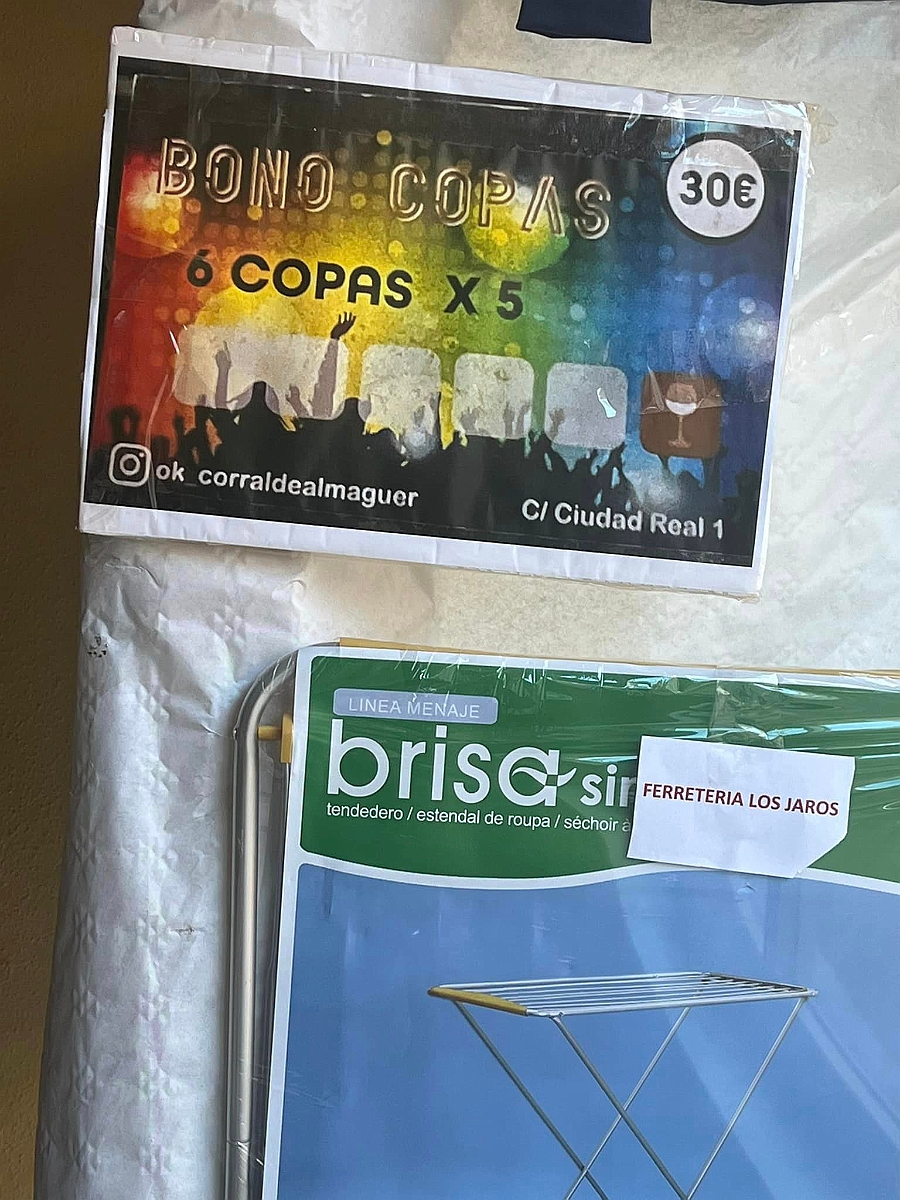 BONO COPAS
30€
6 COPAS X 5
ok_corraldealmaguer
C/ Ciudad Real 1
LINEA MENAJE
brisa
tendedero / estendal de roupa / séchoir à
FERRETERIA LOS JAROS